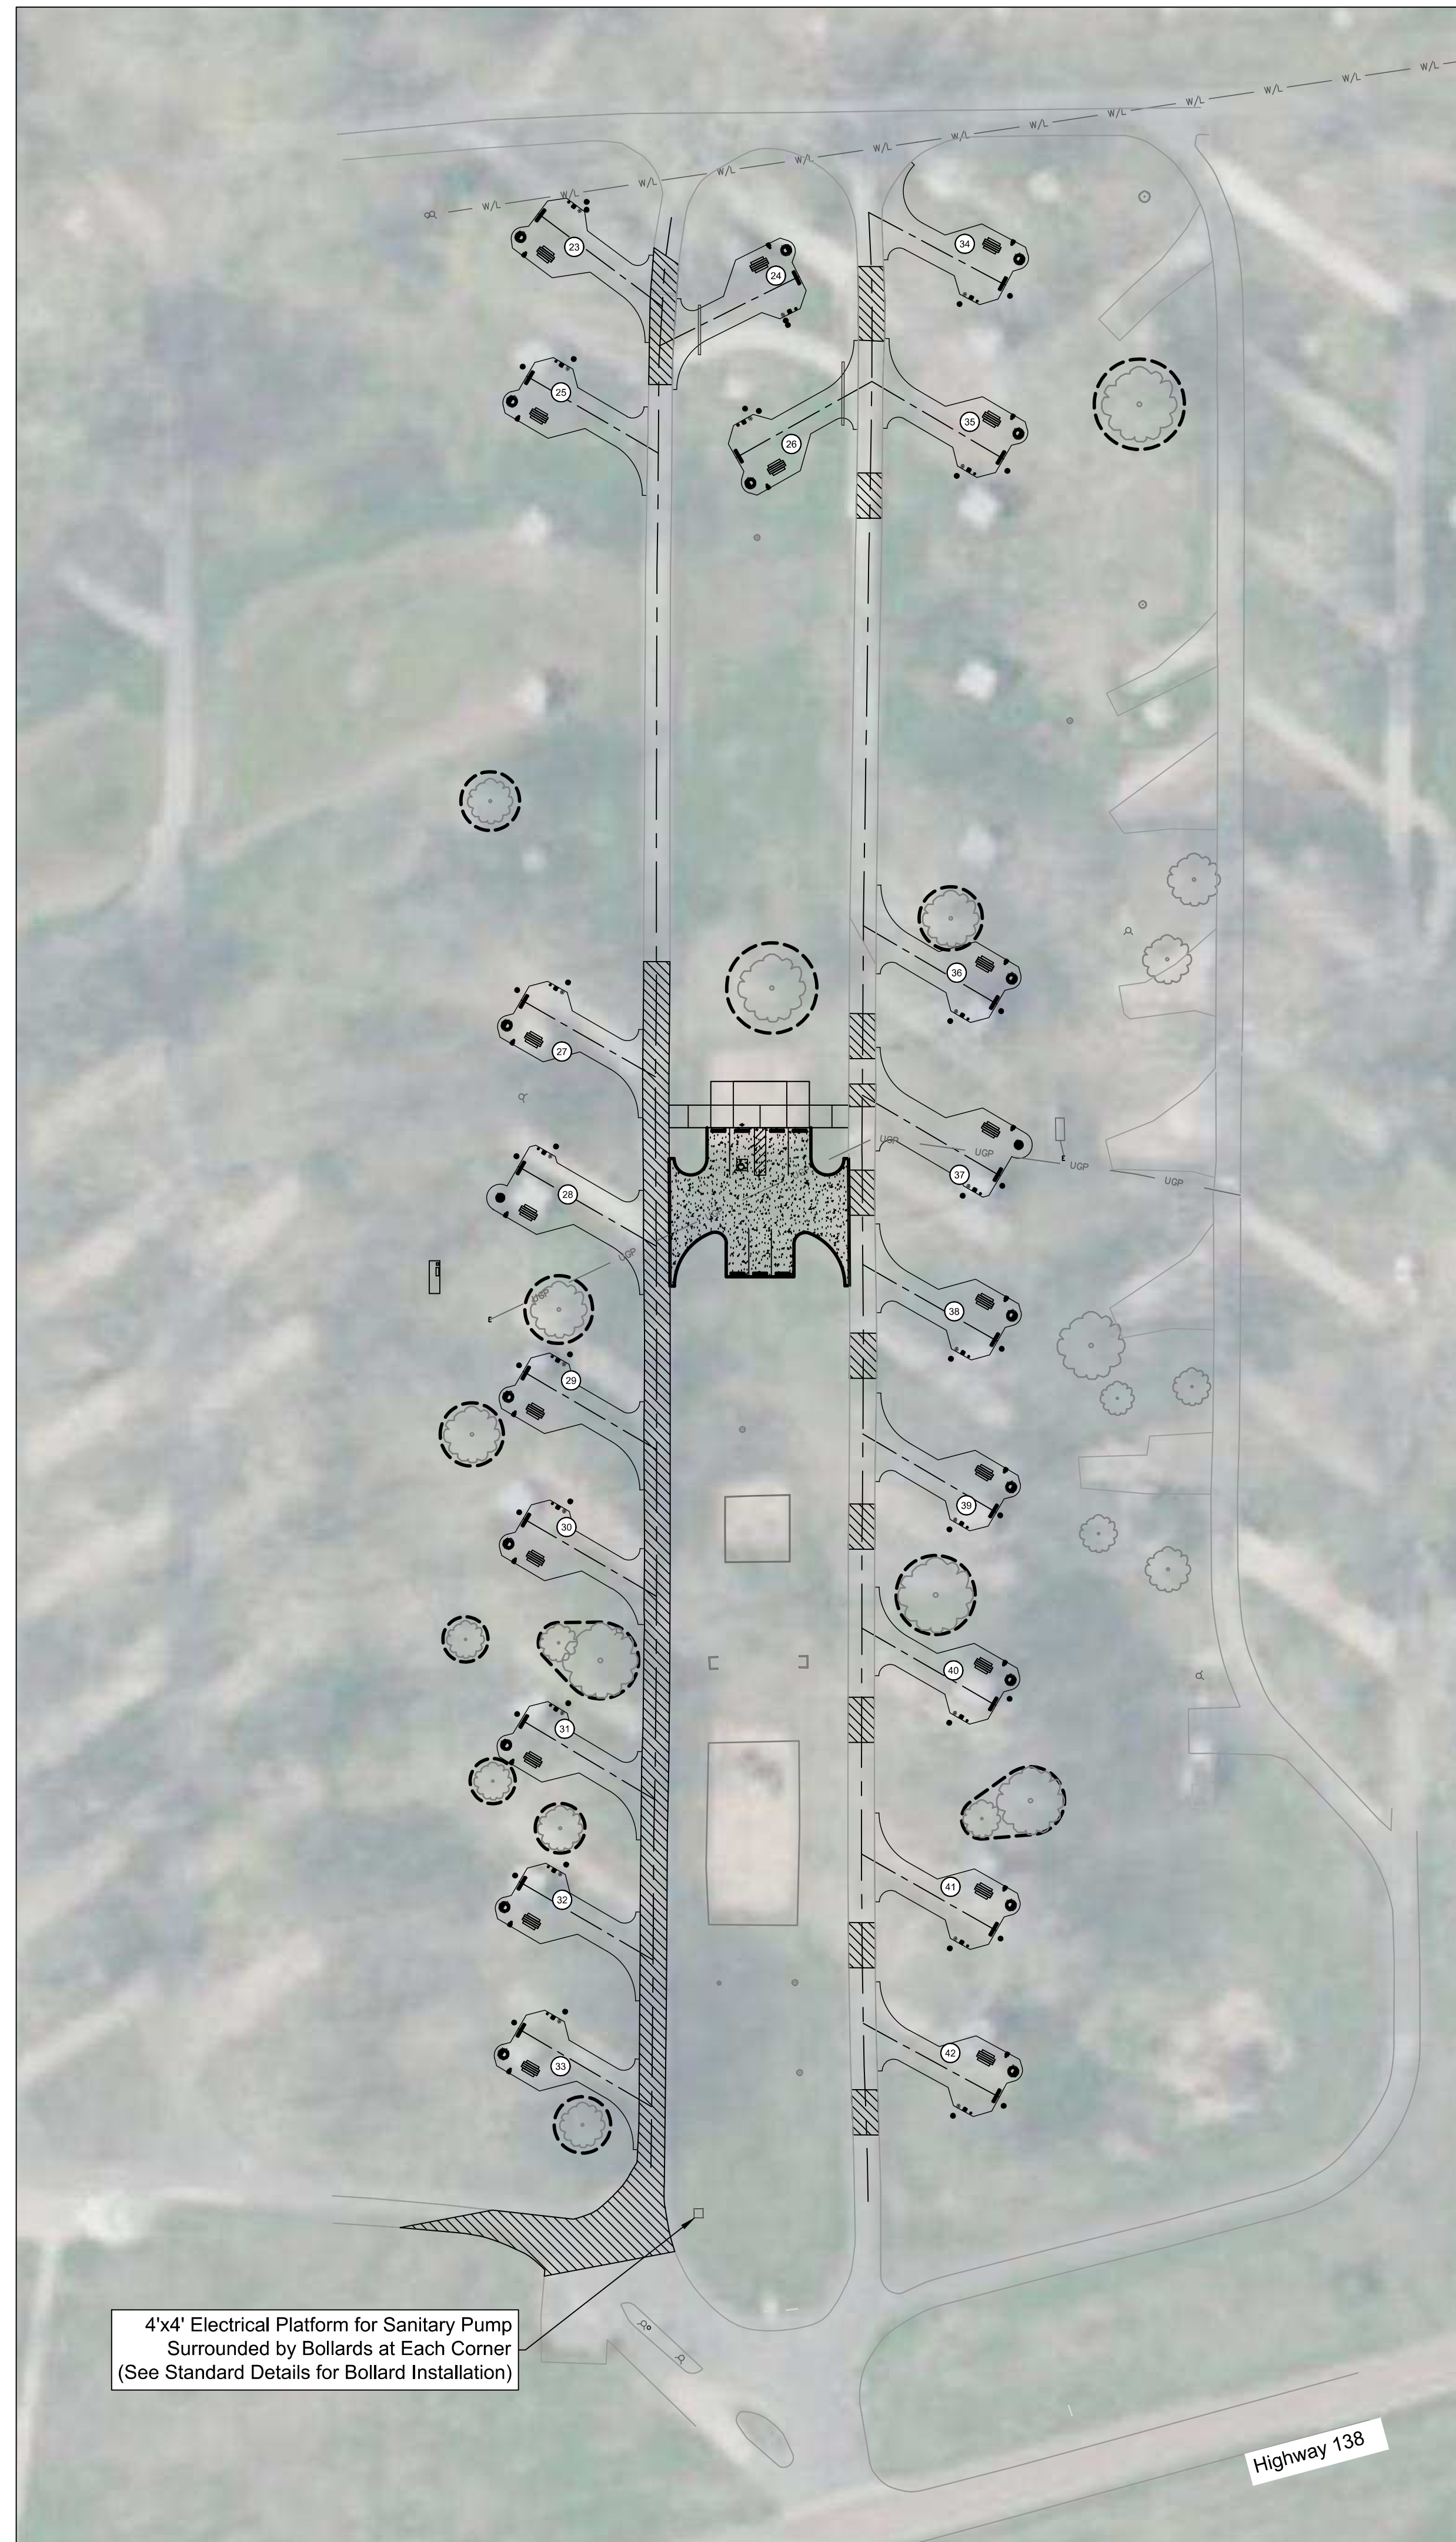 W/L
W/L
W/L
W/L
W/L
W/L
W/L
W/L
W/L
W/L
W/L
W/L
W/L
23
24
34
25
35
26
36
27
UGP
UGP
37
UGP
UGP
28
UGP
UGP
38
29
39
30
40
31
41
32
42
33
4'x4' Electrical Platform for Sanitary Pump
Surrounded by Bollards at Each Corner
(See Standard Details for Bollard Installation)
Highway 138